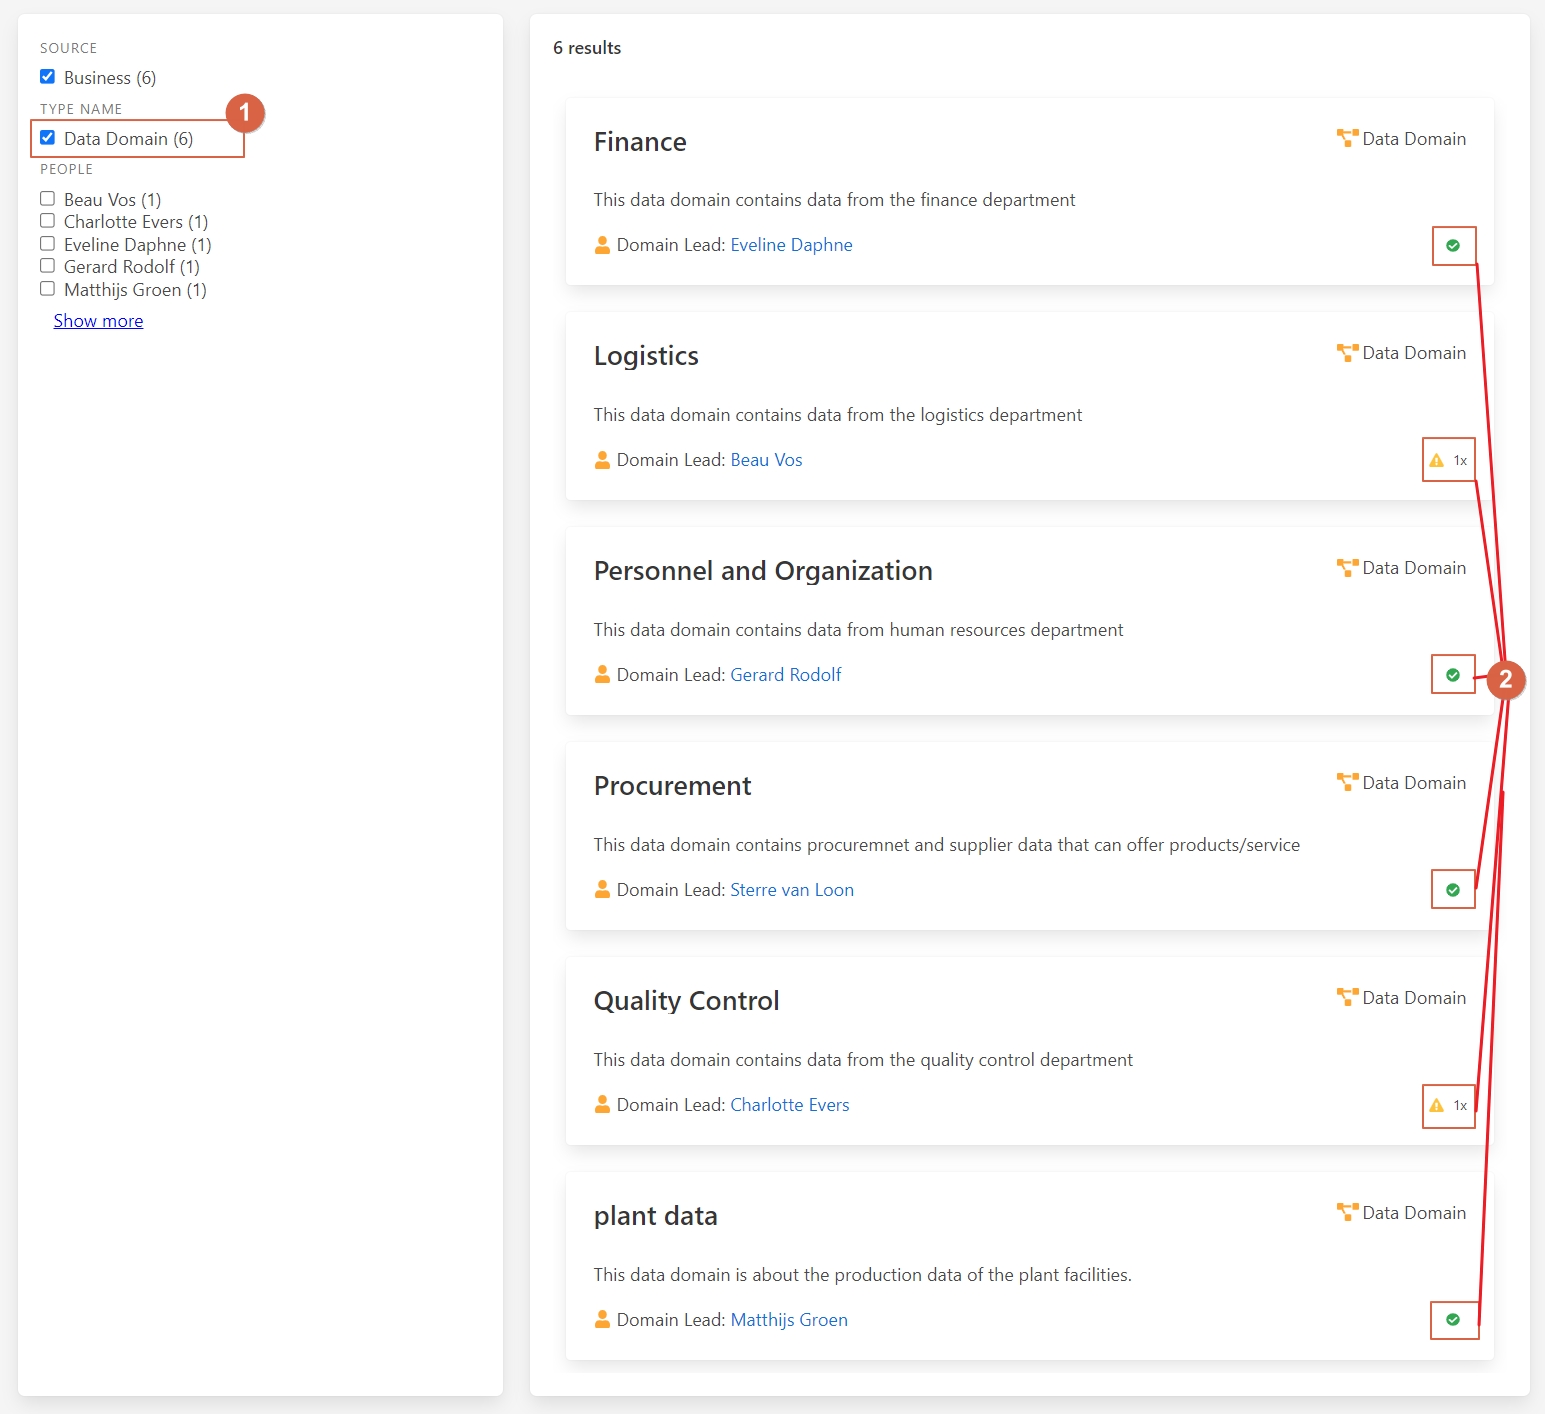 SOURCE
Business (6)
TYPE NAME
1
Data Domain (6)
PEOPLE
Beau Vos (1)
Charlotte Evers (1)
Eveline Daphne (1)
Gerard Rodolf (1)
Matthijs Groen (1)
Show more
6 results
Finance
Data Domain
This data domain contains data from the finance department
Domain Lead: Eveline Daphne
Logistics
Data Domain
This data domain contains data from the logistics department
Domain Lead: Beau Vos
1x
Personnel and Organization
Data Domain
This data domain contains data from human resources department
Domain Lead: Gerard Rodolf
2
Procurement
Data Domain
This data domain contains procuremnet and supplier data that can offer products/service
Domain Lead: Sterre van Loon
Quality Control
Data Domain
This data domain contains data from the quality control department
Domain Lead: Charlotte Evers
1x
plant data
Data Domain
This data domain is about the production data of the plant facilities.
Domain Lead: Matthijs Groen